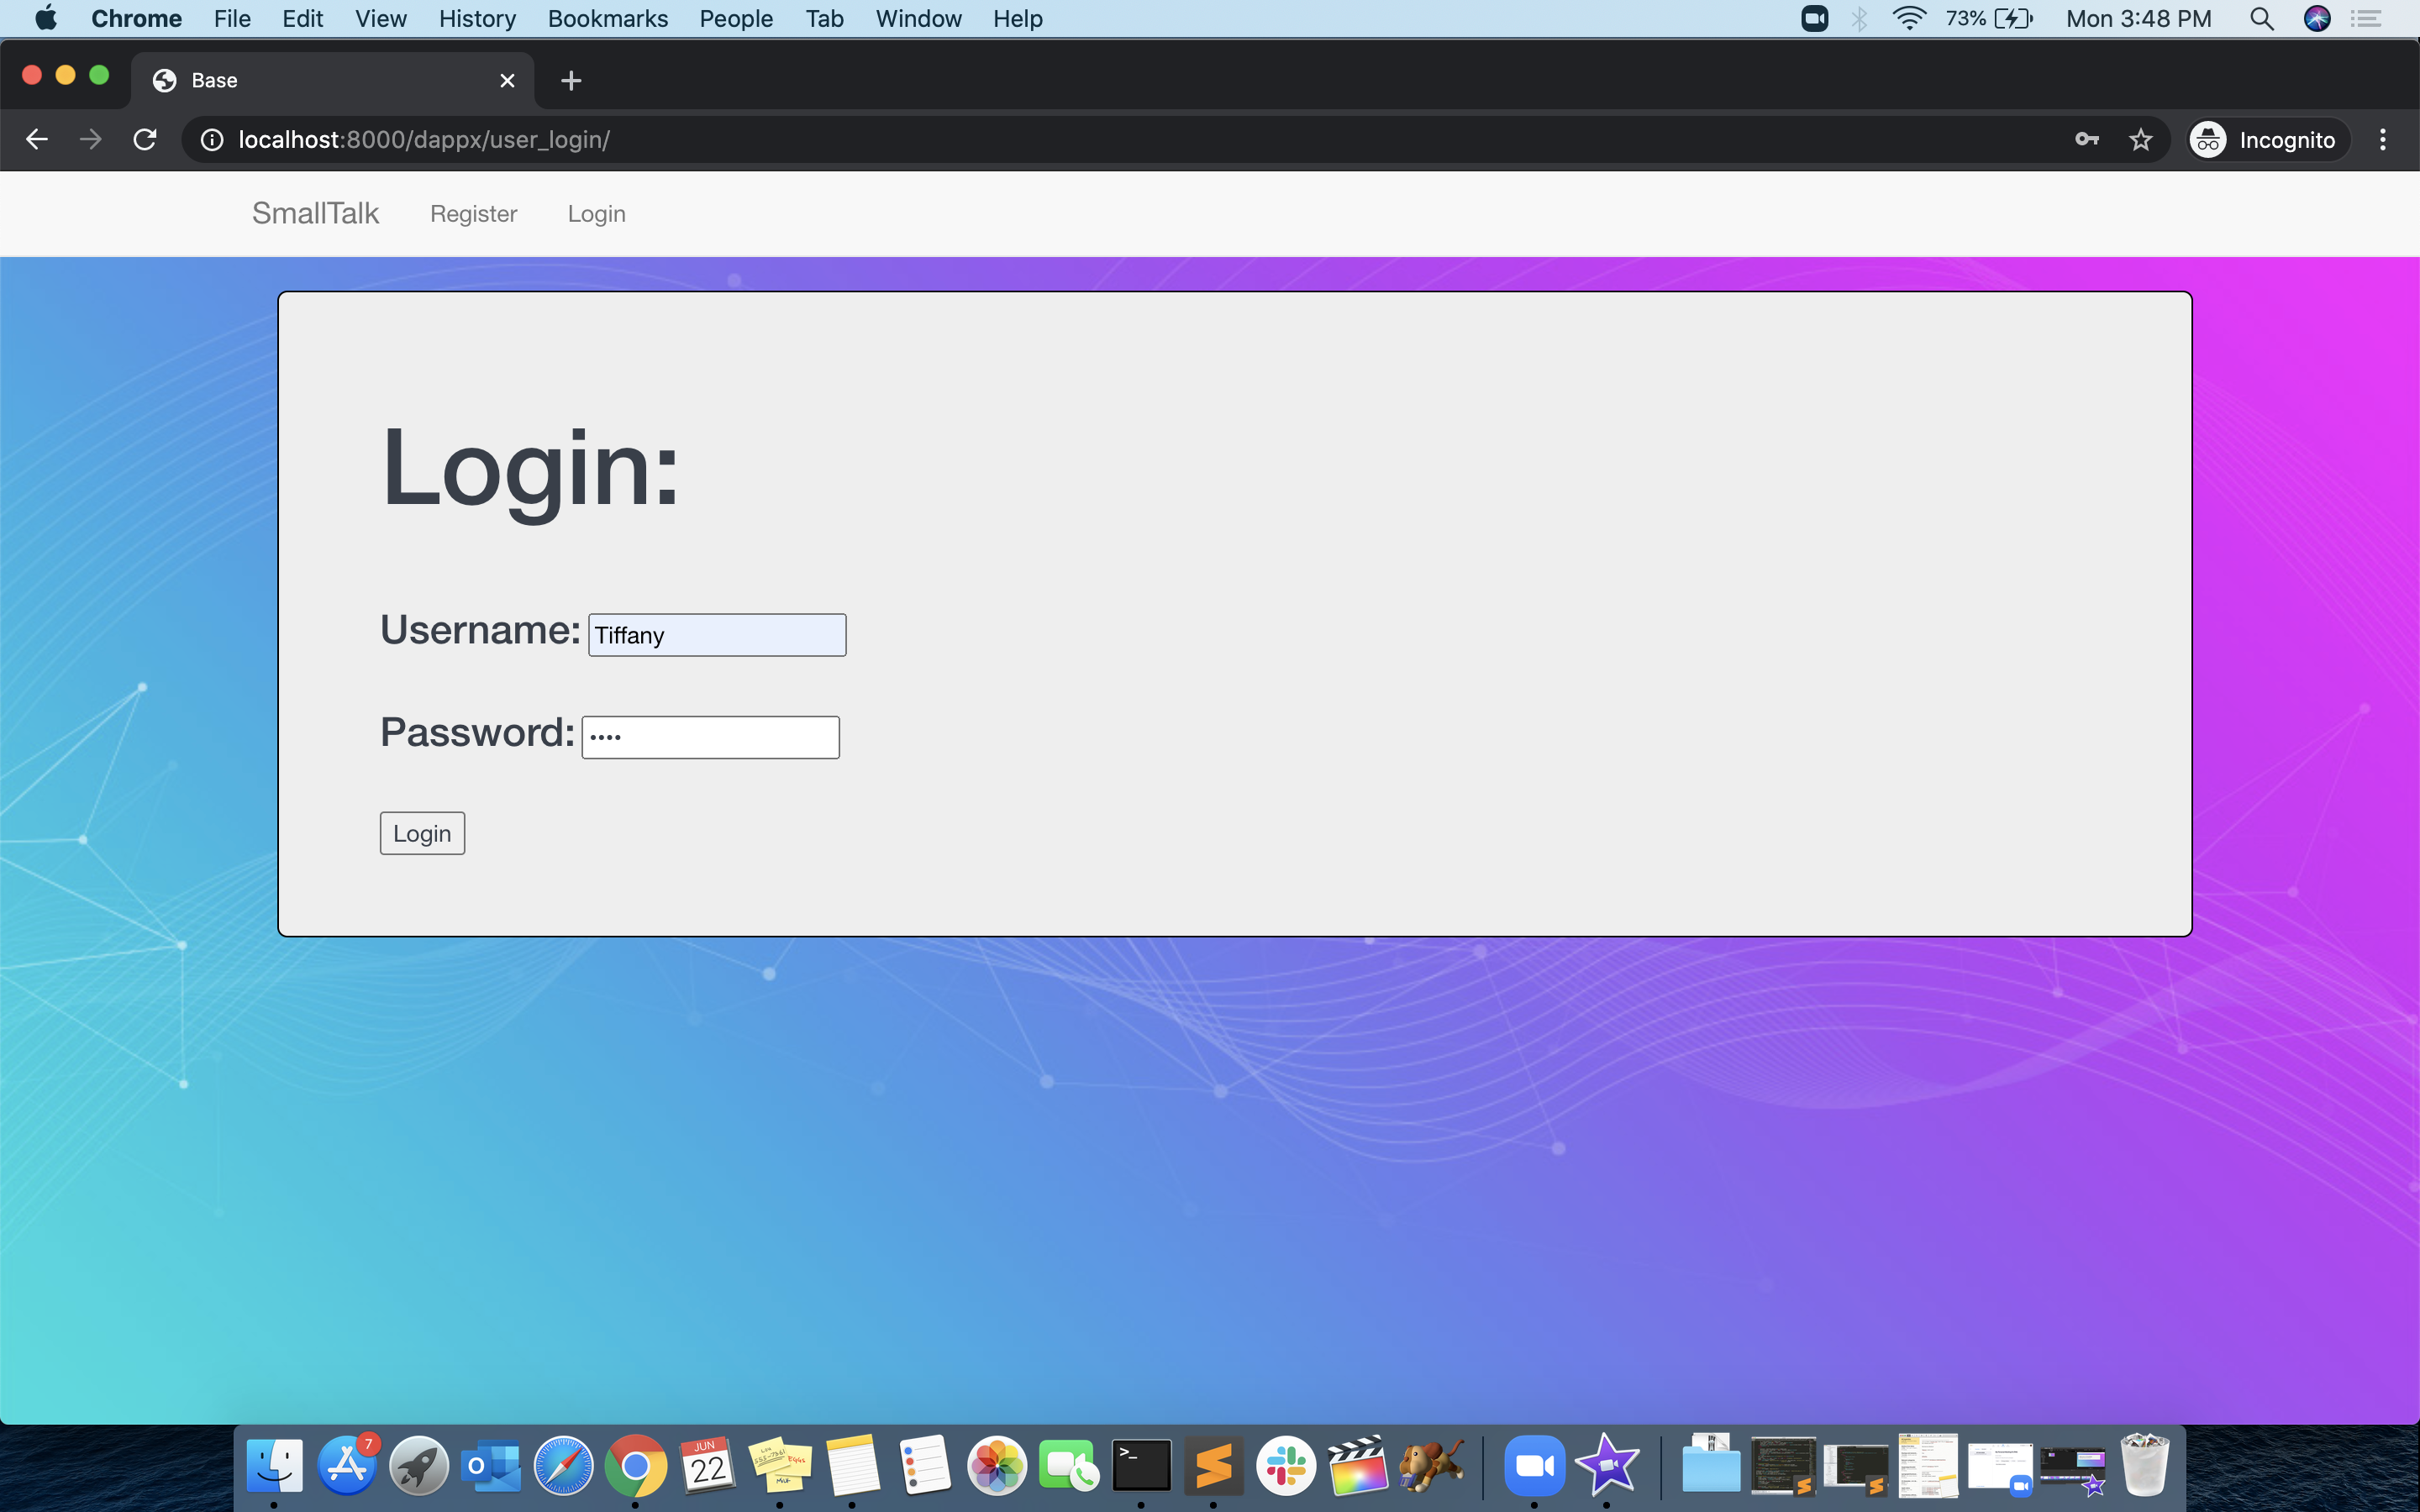 Chrome File Edit View History Bookmarks People Tab Window Help 73% Mon 3:48 PM
Base
localhost:8000/dappx/user_login/ Incognito
SmallTalk Register Login
Login:
Username: Tiffany
Password: ••••
Login
7
JUN
22